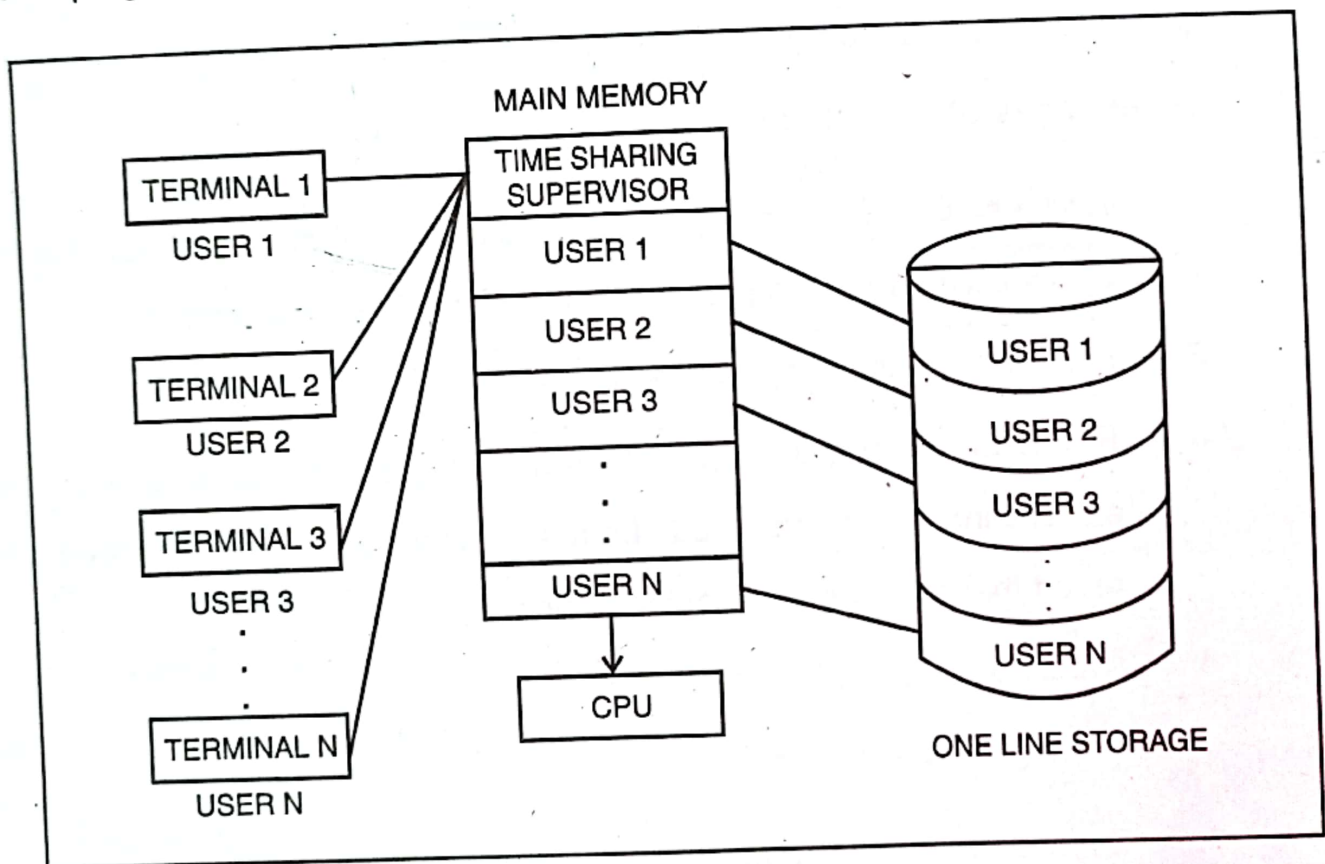 MAIN MEMORY
TERMINAL 1
USER 1
TERMINAL 2
USER 2
TERMINAL 3
USER 3
TERMINAL N
USER N
TIME SHARING
SUPERVISOR
USER 1
USER 2
USER 3
USER N
CPU
USER 1
USER 2
USER 3
USER N
ONE LINE STORAGE